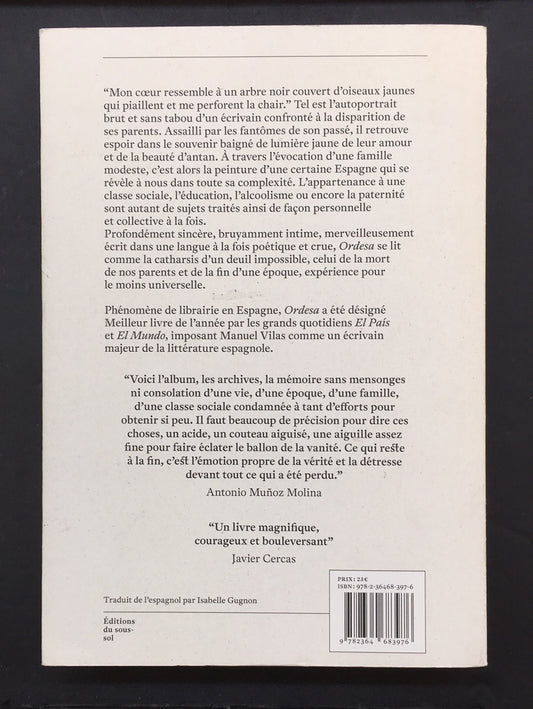 “Mon cœur ressemble à un arbre noir couvert d’oiseaux jaunes
qui piaillent et me perforent la chair.” Tel est l’autoportrait
brut et sans tabou d’un écrivain confronté à la disparition de
ses parents. Assailli par les fantômes de son passé, il retrouve
espoir dans le souvenir baigné de lumière jaune de leur amour
et de la beauté d’antan. À travers l’évocation d’une famille
modeste, c’est alors la peinture d’une certaine Espagne qui se
révèle à nous dans toute sa complexité. L’appartenance à une
classe sociale, l’éducation, l’alcoolisme ou encore la paternité
sont autant de sujets traités ainsi de façon personnelle
et collective à la fois.
Profondément sincère, bruyamment intime, merveilleusement
écrit dans une langue à la fois poétique et crue, Ordesa se lit
comme la catharsis d’un deuil impossible, celui de la mort
de nos parents et de la fin d’une époque, expérience pour
le moins universelle.
Phénomène de librairie en Espagne, Ordesa a été désigné
Meilleur livre de l’année par les grands quotidiens El País
et El Mundo, imposant Manuel Vilas comme un écrivain
majeur de la littérature espagnole.
“Voici l’album, les archives, la mémoire sans mensonges
ni consolation d’une vie, d’une époque, d’une famille,
d’une classe sociale condamnée à tant d’efforts pour
obtenir si peu. Il faut beaucoup de précision pour dire ces
choses, un acide, un couteau aiguisé, une aiguille assez
fine pour faire éclater le ballon de la vanité. Ce qui reste
à la fin, c’est l’émotion propre de la vérité et la détresse
devant tout ce qui a été perdu.”
Antonio Muñoz Molina
“Un livre magnifique,
courageux et bouleversant”
Javier Cercas
PRIX : 23 €
ISBN : 978-2-36468-397-6
Traduit de l’espagnol par Isabelle Gugnon
Éditions
du sous-
sol
9 782364 683976